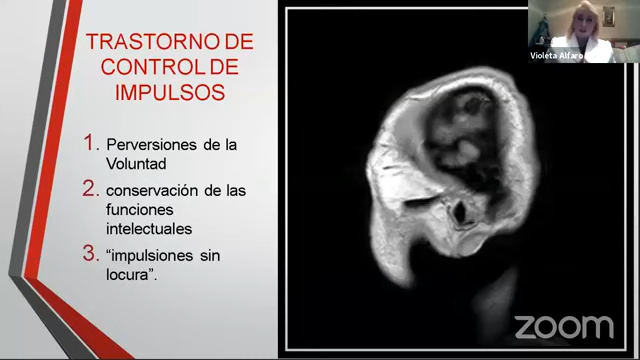 TRASTORNO DE
CONTROL DE
IMPULSOS
1. Perversiones de la
Voluntad
2. conservación de las
funciones
intelectuales
3. “impulsiones sin
locura”.
Violeta Alfaro
zoom